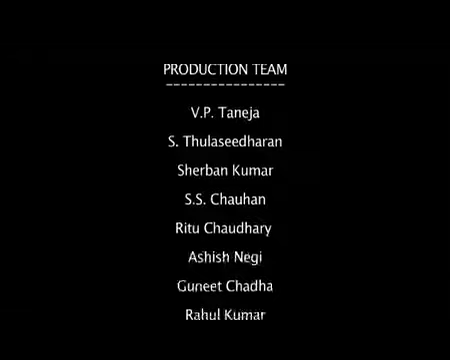 PRODUCTION TEAM
----------------
V.P. Taneja
S. Thulaseedharan
Sherban Kumar
S.S. Chauhan
Ritu Chaudhary
Ashish Negi
Guneet Chadha
Rahul Kumar